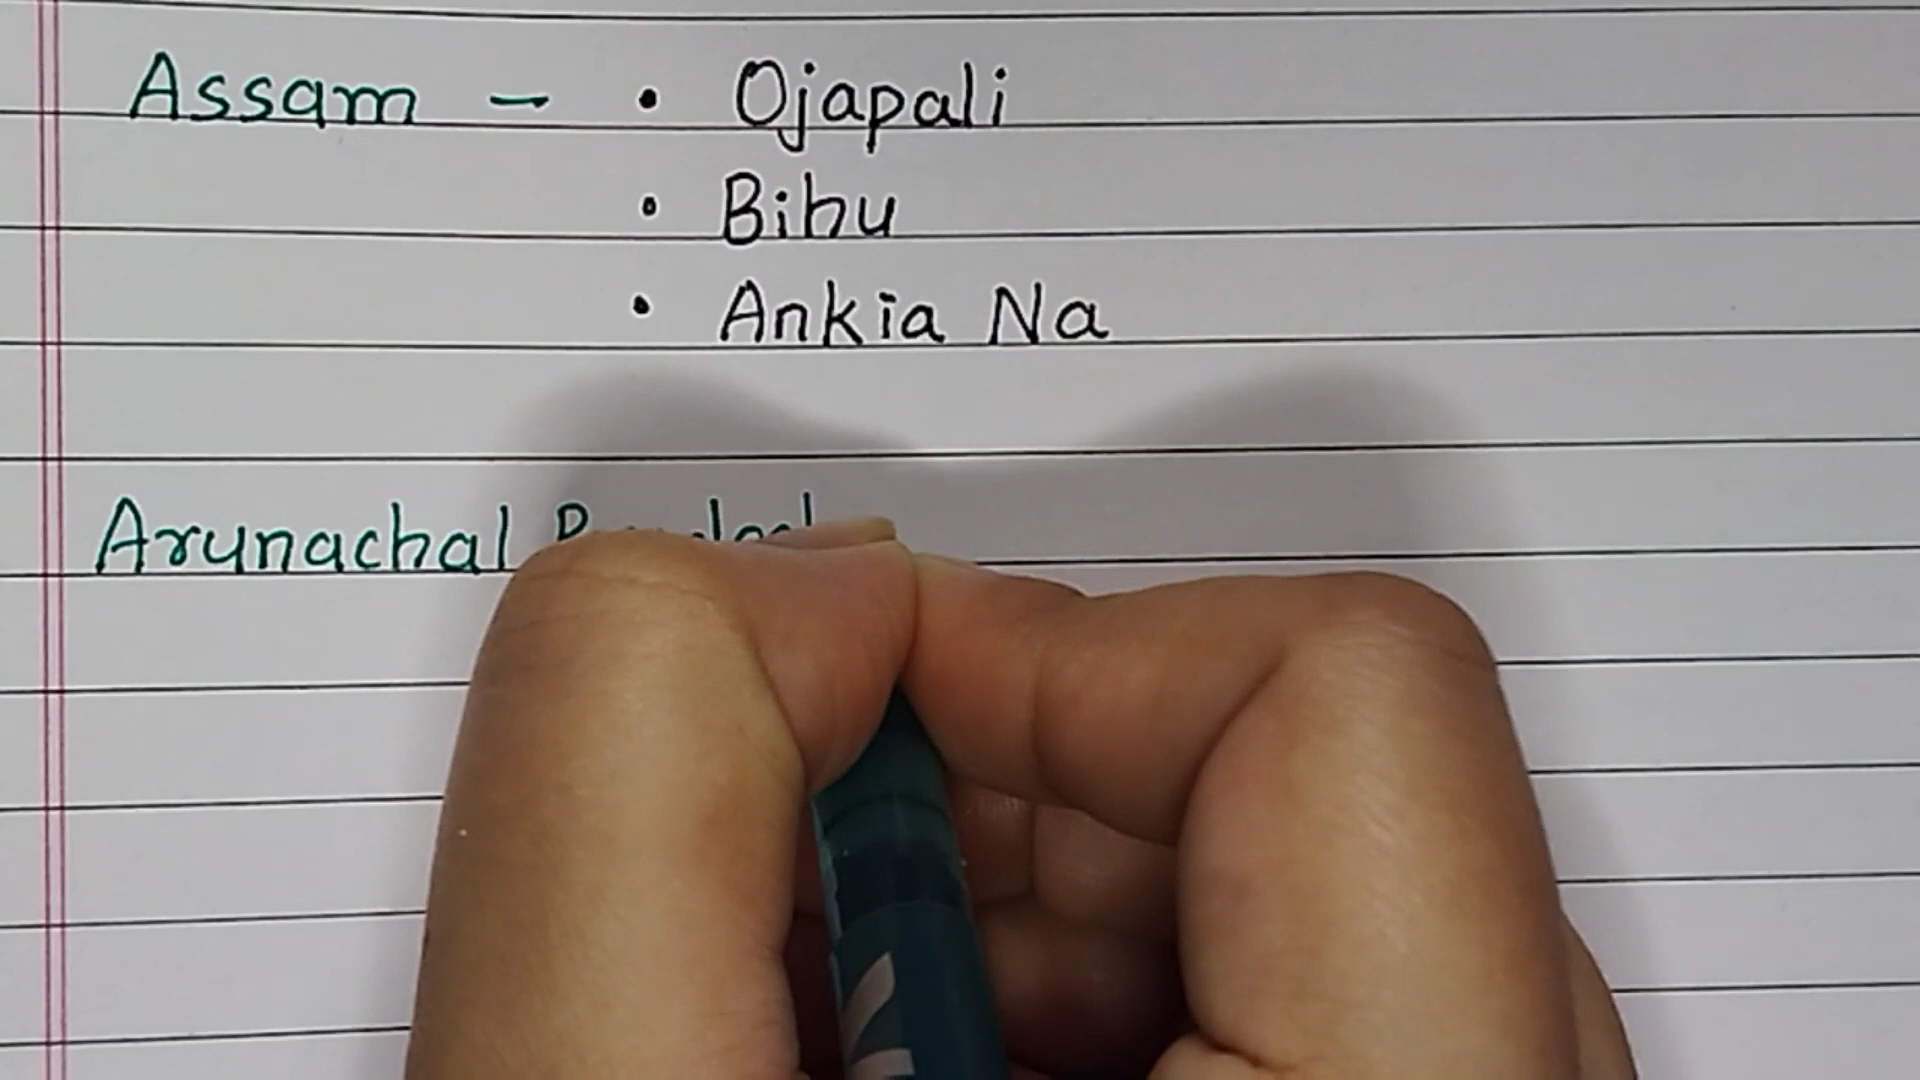 Assam - • Ojapali
• Bihu
• Ankia Na
Arunachal